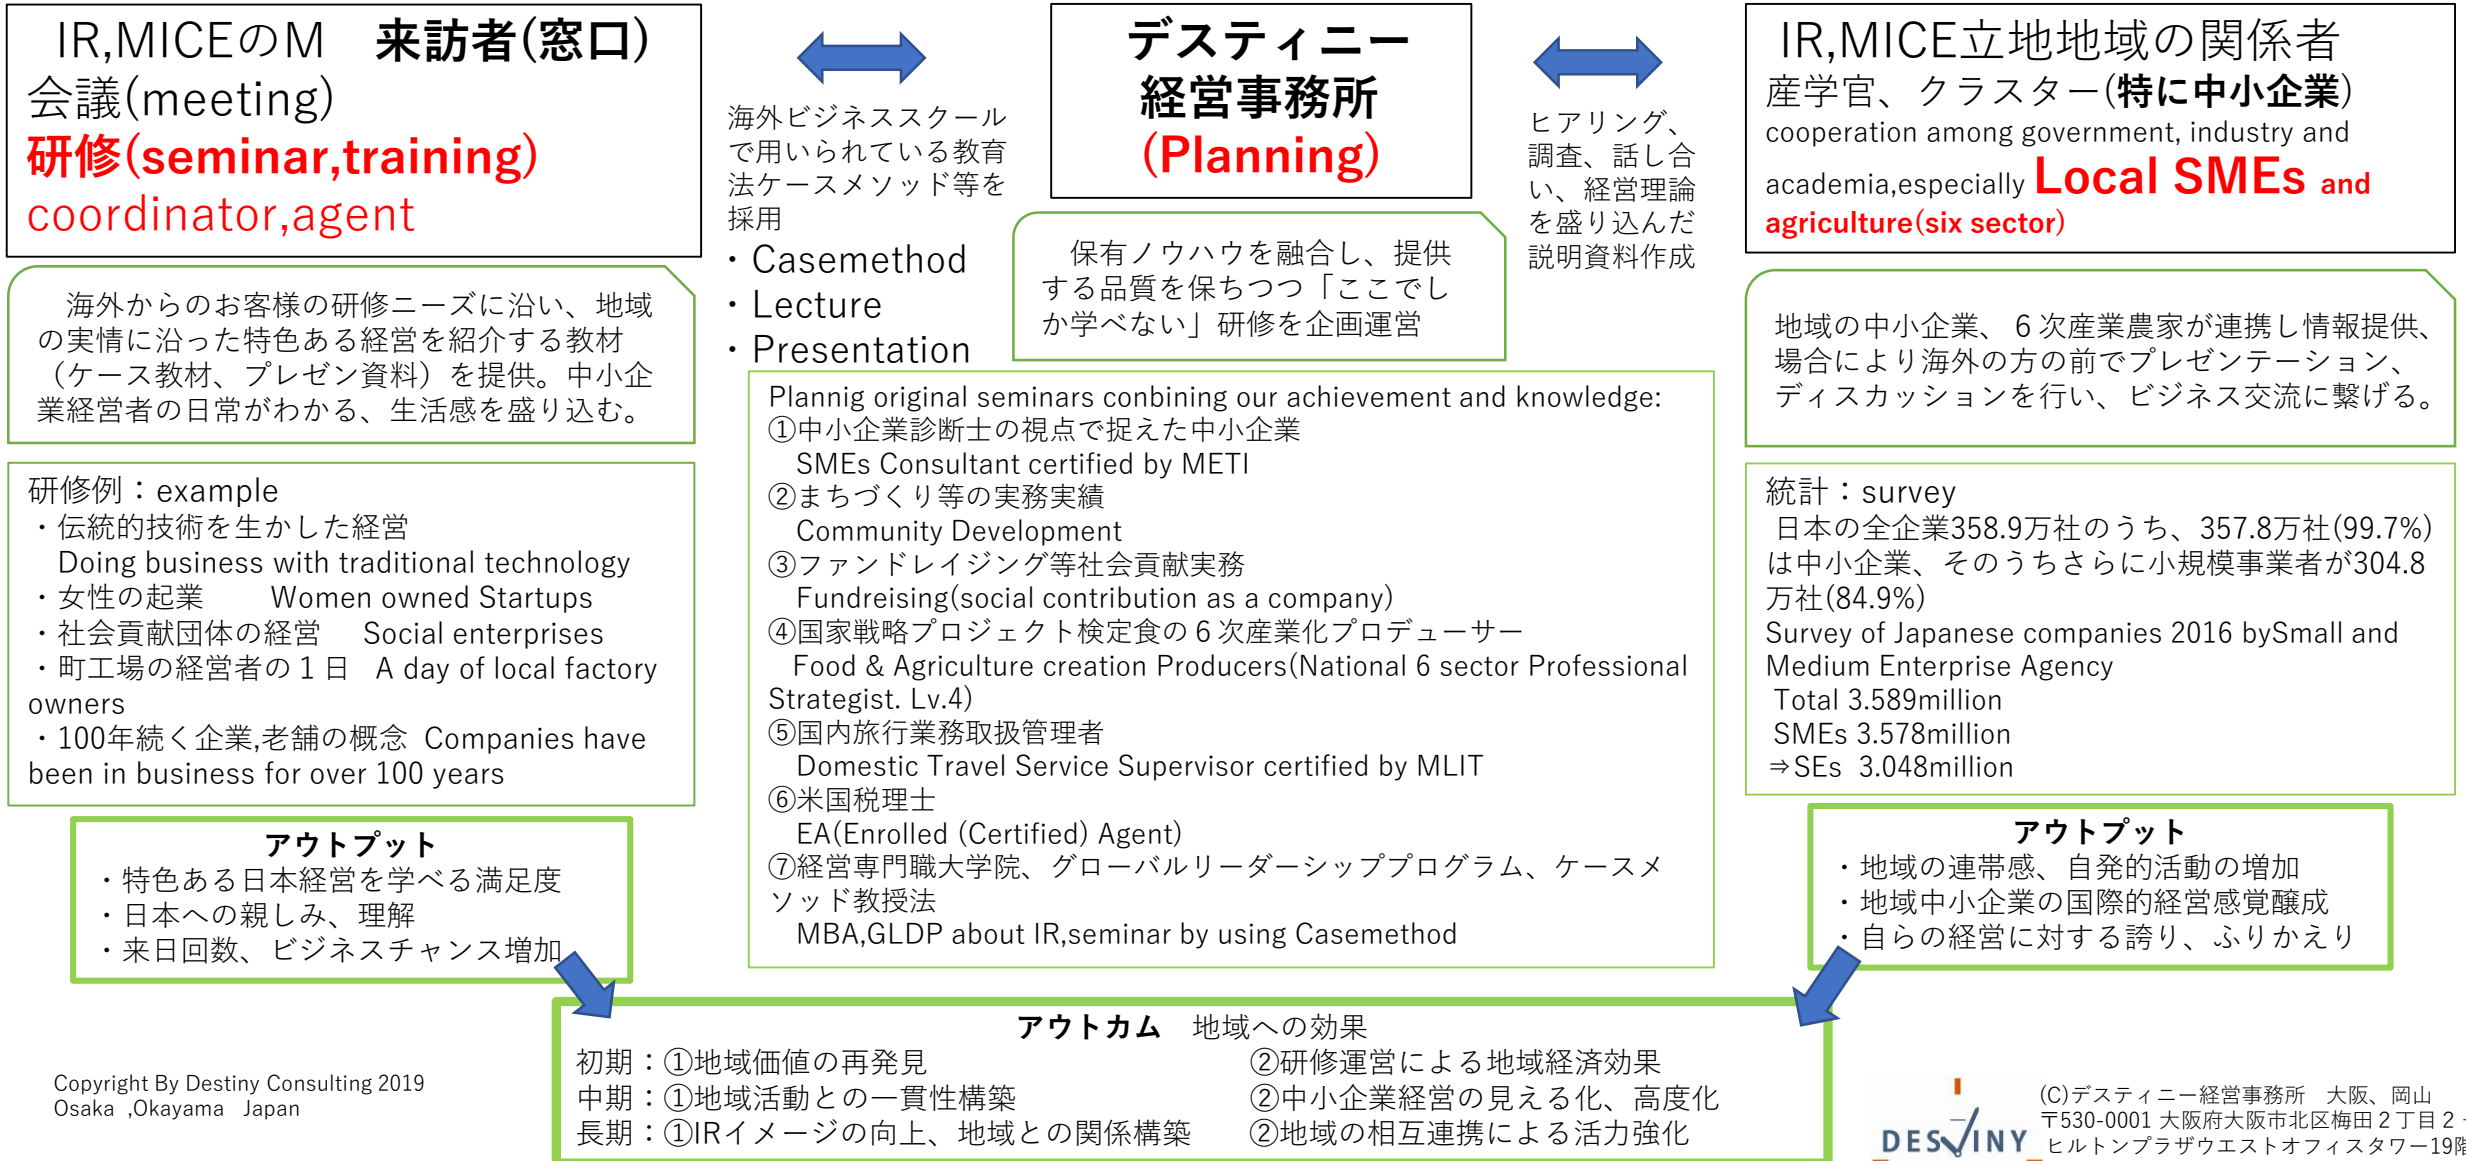 IR,MICEのM　来訪者(窓口)
会議(meeting)
研修(seminar,training)
coordinator,agent
海外ビジネススクール
で用いられている教育
法ケースメソッド等を
採用
・Casemethod
・Lecture
・Presentation
デスティニー
経営事務所
(Planning)
ヒアリング、
調査、話し合
い、経営理論
を盛り込んだ
説明資料作成
IR,MICE立地地域の関係者
産学官、クラスター(特に中小企業)
cooperation among government, industry and
academia,especially Local SMEs and
agriculture(six sector)
海外からのお客様の研修ニーズに沿い、地域
の実情に沿った特色ある経営を紹介する教材
（ケース教材、プレゼン資料）を提供。中小企
業経営者の日常がわかる、生活感を盛り込む。
保有ノウハウを融合し、提供
する品質を保ちつつ「ここでし
か学べない」研修を企画運営
地域の中小企業、６次産業農家が連携し情報提供、
場合により海外の方の前でプレゼンテーション、
ディスカッションを行い、ビジネス交流に繋げる。
研修例：example
・伝統的技術を生かした経営
Doing business with traditional technology
・女性の起業　　Women owned Startups
・社会貢献団体の経営　Social enterprises
・町工場の経営者の１日　A day of local factory
owners
・100年続く企業,老舗の概念 Companies have
been in business for over 100 years
Plannig original seminars conbining our achievement and knowledge:
①中小企業診断士の視点で捉えた中小企業
SMEs Consultant certified by METI
②まちづくり等の実務実績
Community Development
③ファンドレイジング等社会貢献実務
Fundreising(social contribution as a company)
④国家戦略プロジェクト検定食の６次産業化プロデューサー
Food & Agriculture creation Producers(National 6 sector Professional
Strategist. Lv.4)
⑤国内旅行業務取扱管理者
Domestic Travel Service Supervisor certified by MLIT
⑥米国税理士
EA(Enrolled (Certified) Agent)
⑦経営専門職大学院、グローバルリーダーシッププログラム、ケースメ
ソッド教授法
MBA,GLDP about IR,seminar by using Casemethod
統計：survey
日本の全企業358.9万社のうち、357.8万社(99.7%)
は中小企業、そのうちさらに小規模事業者が304.8
万社(84.9%)
Survey of Japanese companies 2016 bySmall and
Medium Enterprise Agency
Total 3.589million
SMEs 3.578million
⇒SEs 3.048million
アウトプット
・特色ある日本経営を学べる満足度
・日本への親しみ、理解
・来日回数、ビジネスチャンス増加
アウトプット
・地域の連帯感、自発的活動の増加
・地域中小企業の国際的経営感覚醸成
・自らの経営に対する誇り、ふりかえり
アウトカム　地域への効果
初期：①地域価値の再発見　②研修運営による地域経済効果
中期：①地域活動との一貫性構築　②中小企業経営の見える化、高度化
長期：①IRイメージの向上、地域との関係構築　②地域の相互連携による活力強化
Copyright By Destiny Consulting 2019
Osaka ,Okayama Japan
DESTINY
(C)デスティニー経営事務所　大阪、岡山
〒530-0001 大阪府大阪市北区梅田２丁目２
ヒルトンプラザウエストオフィスタワー19階